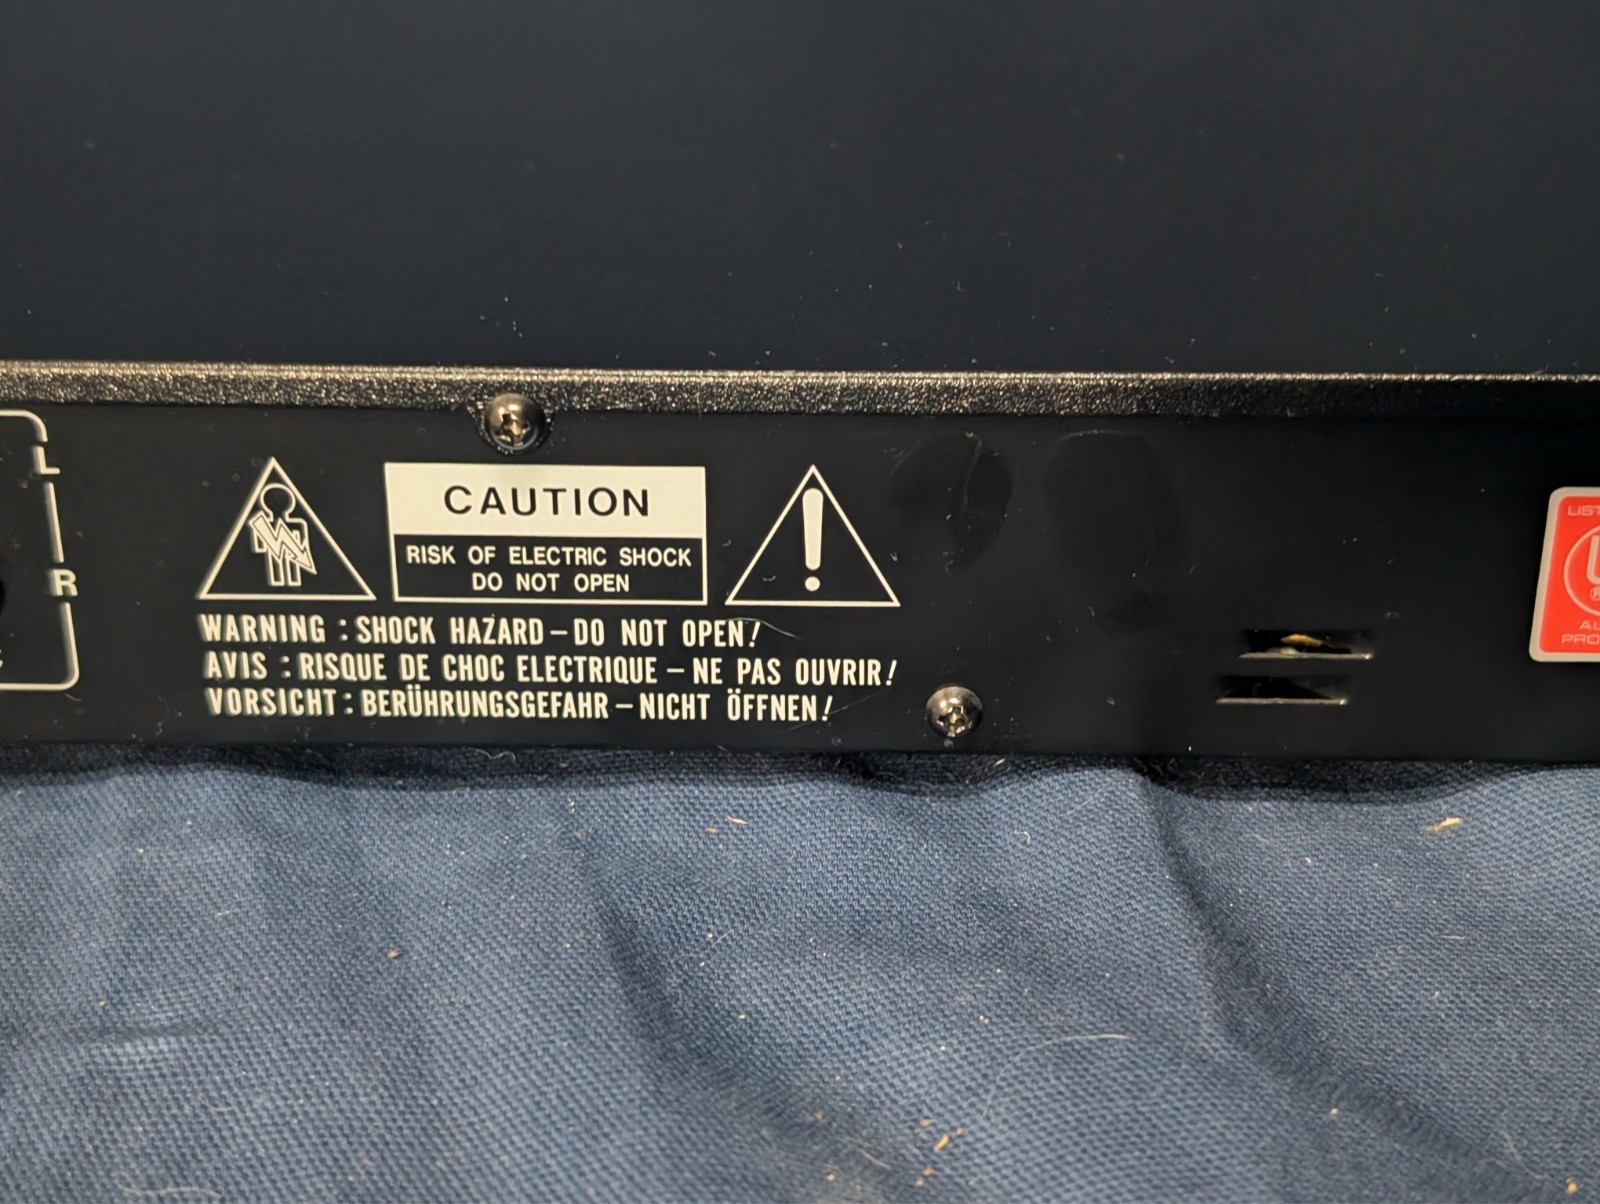 L
R
CAUTION
RISK OF ELECTRIC SHOCK
DO NOT OPEN
!
WARNING : SHOCK HAZARD – DO NOT OPEN!
AVIS : RISQUE DE CHOC ELECTRIQUE – NE PAS OUVRIR!
VORSICHT : BERÜHRUNGSGEFAHR – NICHT ÖFFNEN!